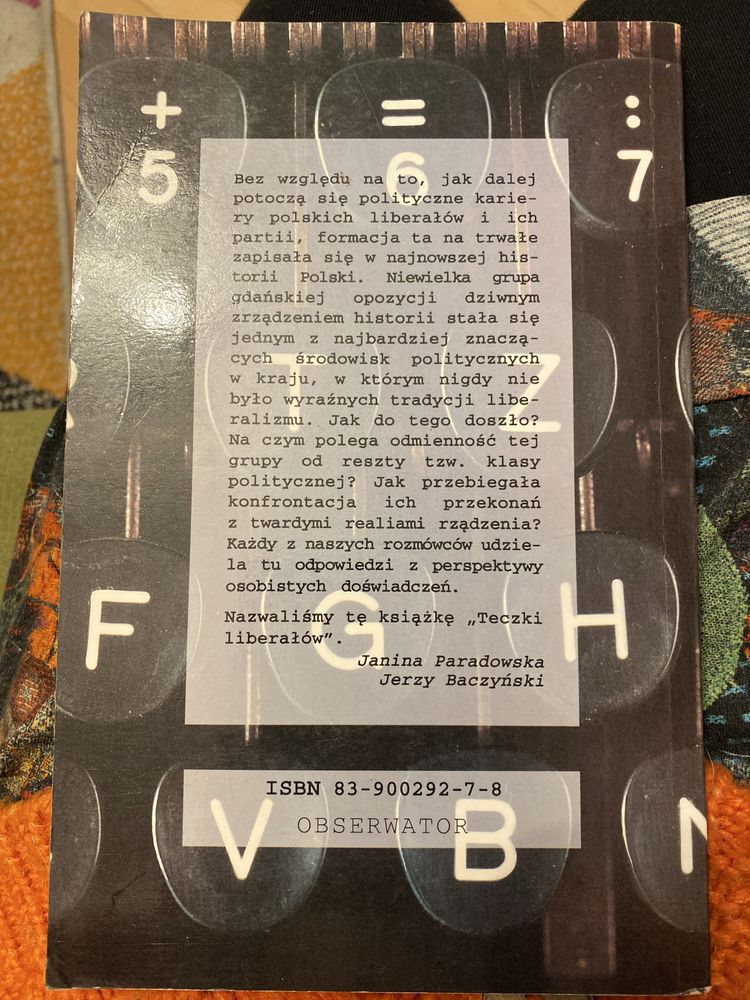 + = :
5 6 7
Bez względu na to, jak dalej
potoczą się polityczne karie-
ry polskich liberałów i ich
partii, formacja ta na trwałe
zapisała się w najnowszej his-
torii Polski. Niewielka grupa
gdańskiej opozycji dziwnym
zrządzeniem historii stała się
jednym z najbardziej znaczą-
cych środowisk politycznych
w kraju, w którym nigdy nie
było wyraźnych tradycji libe-
ralizmu. Jak do tego doszło?
Na czym polega odmienność tej
grupy od reszty tzw. klasy
politycznej? Jak przebiegała
konfrontacja ich przekonań
z twardymi realiami rządzenia?
Każdy z naszych rozmówców udzie-
la tu odpowiedzi z perspektywy
osobistych doświadczeń.
Nazwaliśmy tę książkę „Teczki
liberałów".
Janina Paradowska
Jerzy Baczyński
T Z
F G H
ISBN 83-900292-7-8
OBSERWATOR
V B N